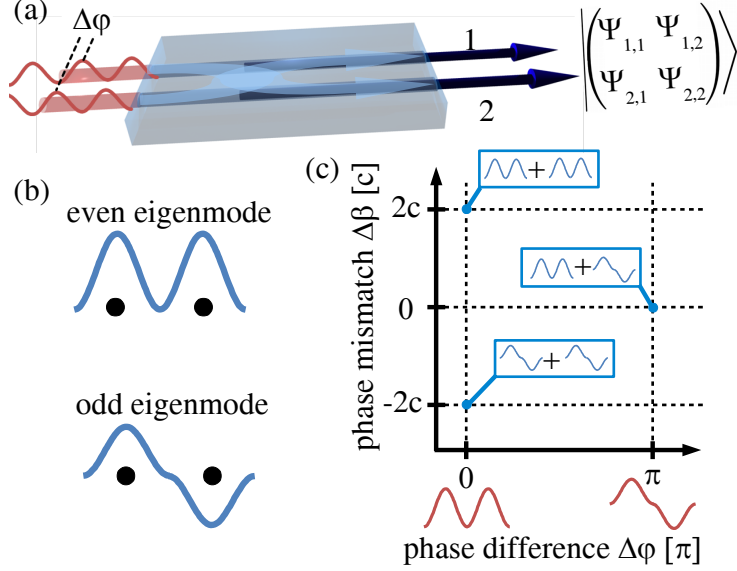 (a)
Δφ
1
2
|(Ψ1,1 Ψ1,2
Ψ2,1 Ψ2,2)⟩
(b)
even eigenmode
odd eigenmode
(c)
phase mismatch Δβ [c]
2c
0
-2c
+
+
+
0
π
phase difference Δφ [π]